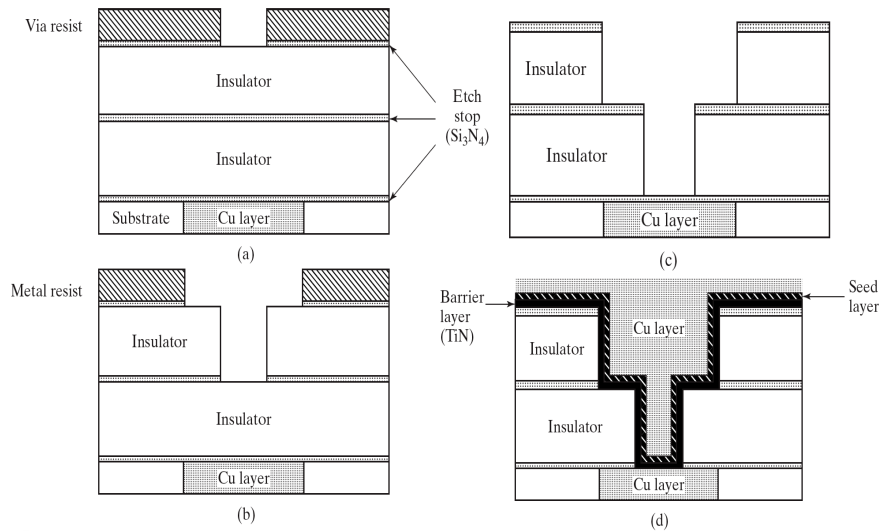 Via resist
Insulator
Insulator
Etch
stop
(Si₃N₄)
Substrate
Cu layer
(a)
Insulator
Insulator
Cu layer
(c)
Metal resist
Insulator
Insulator
Cu layer
(b)
Barrier
layer
(TiN)
Seed
layer
Cu layer
Insulator
Insulator
Cu layer
(d)